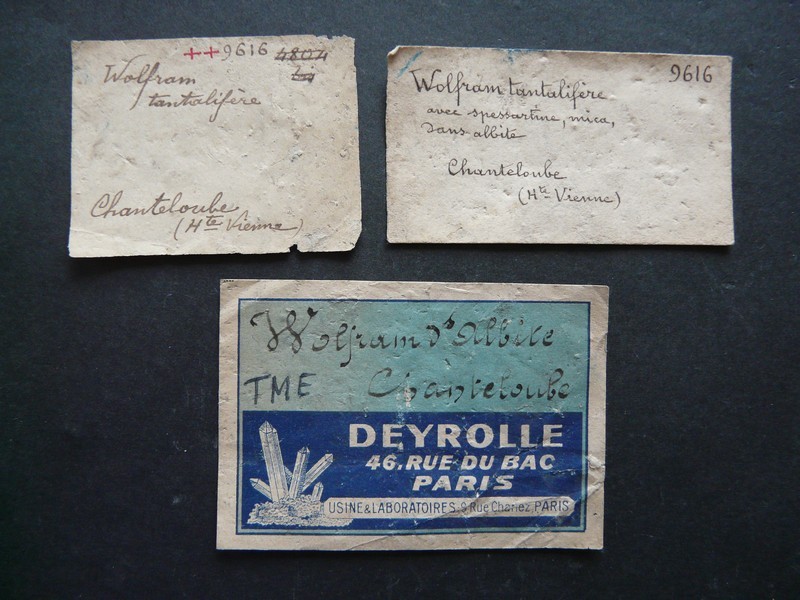 ++9616 4804
Wolfram
tantalifère
Chanteloube
(Hte Vienne)
9616
Wolfram tantalifère
avec spessartine, mica,
dans albite
Chanteloube
(Hte-Vienne)
Wolfram d'Albite
TME Chanteloube
DEYROLLE
46, RUE DU BAC
PARIS
USINE & LABORATOIRES: 9 Rue Chanez PARIS